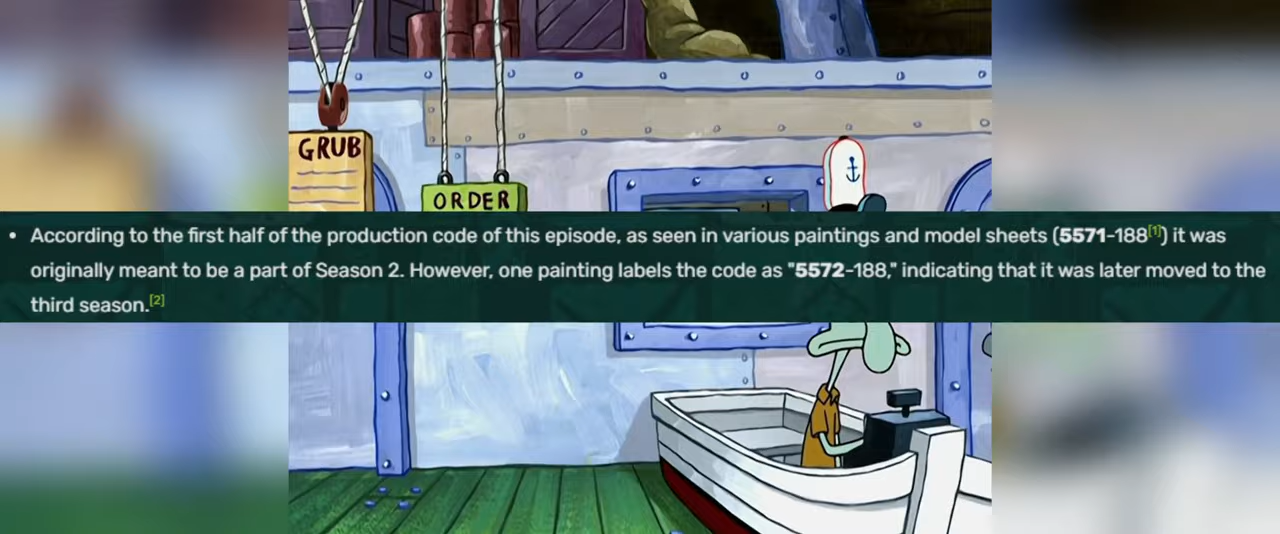 GRUB
ORDER
• According to the first half of the production code of this episode, as seen in various paintings and model sheets (5571-188[1]) it was
originally meant to be a part of Season 2. However, one painting labels the code as "5572-188," indicating that it was later moved to the
third season.[2]